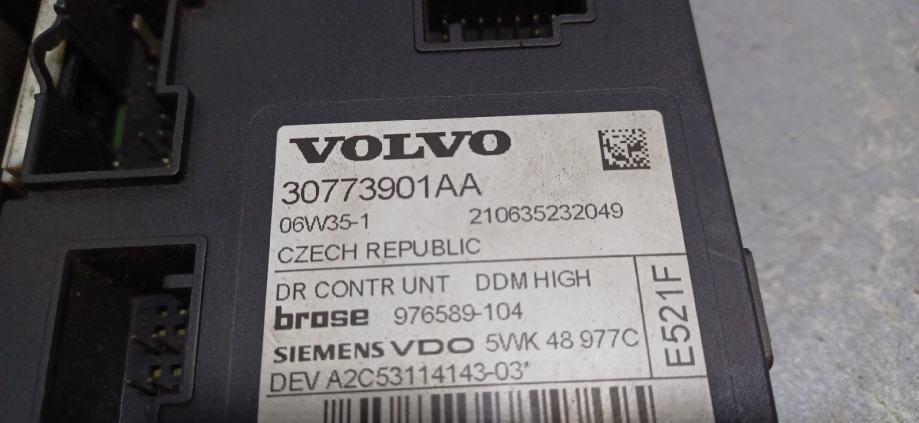 VOLVO
30773901AA
06W35-1 210635232049
CZECH REPUBLIC
DR CONTR UNT DDM HIGH
brose 976589-104
SIEMENS VDO 5WK 48 977C
DEV A2C53114143-03*
E521F